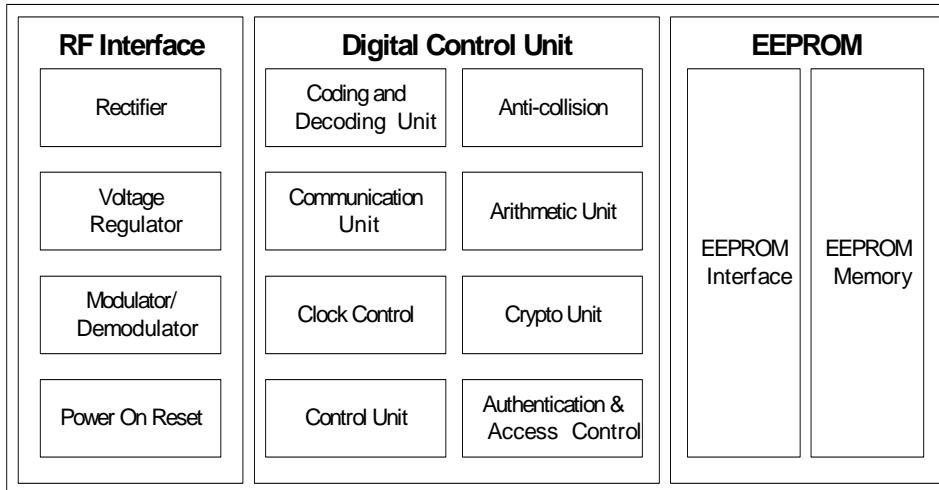 RF Interface
Rectifier
Voltage
Regulator
Modulator/
Demodulator
Power On Reset
Digital Control Unit
Coding and
Decoding Unit
Anti-collision
Communication
Unit
Arithmetic Unit
Clock Control
Crypto Unit
Control Unit
Authentication &
Access Control
EEPROM
EEPROM
Interface
EEPROM
Memory